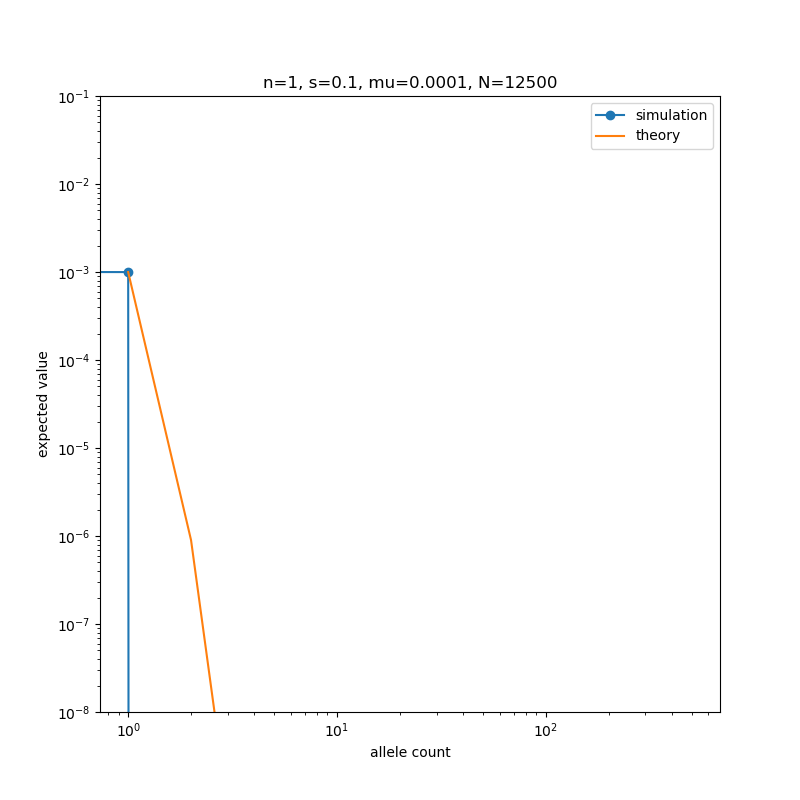 n=1, s=0.1, mu=0.0001, N=12500
simulation
theory
10⁻¹
10⁻²
10⁻³
10⁻⁴
10⁻⁵
10⁻⁶
10⁻⁷
10⁻⁸
expected value
10⁰ 10¹ 10²
allele count